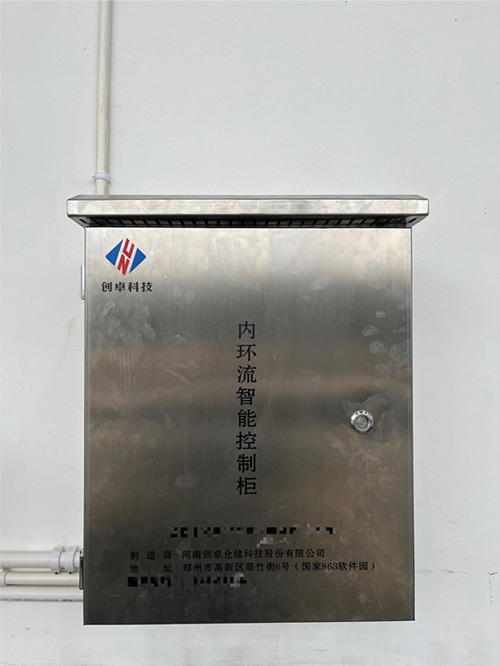 创卓科技
内环流智能控制柜
制 造 商：河南创卓仓储科技股份有限公司
地 址：郑州市高新区翠竹街6号（国家863软件园）